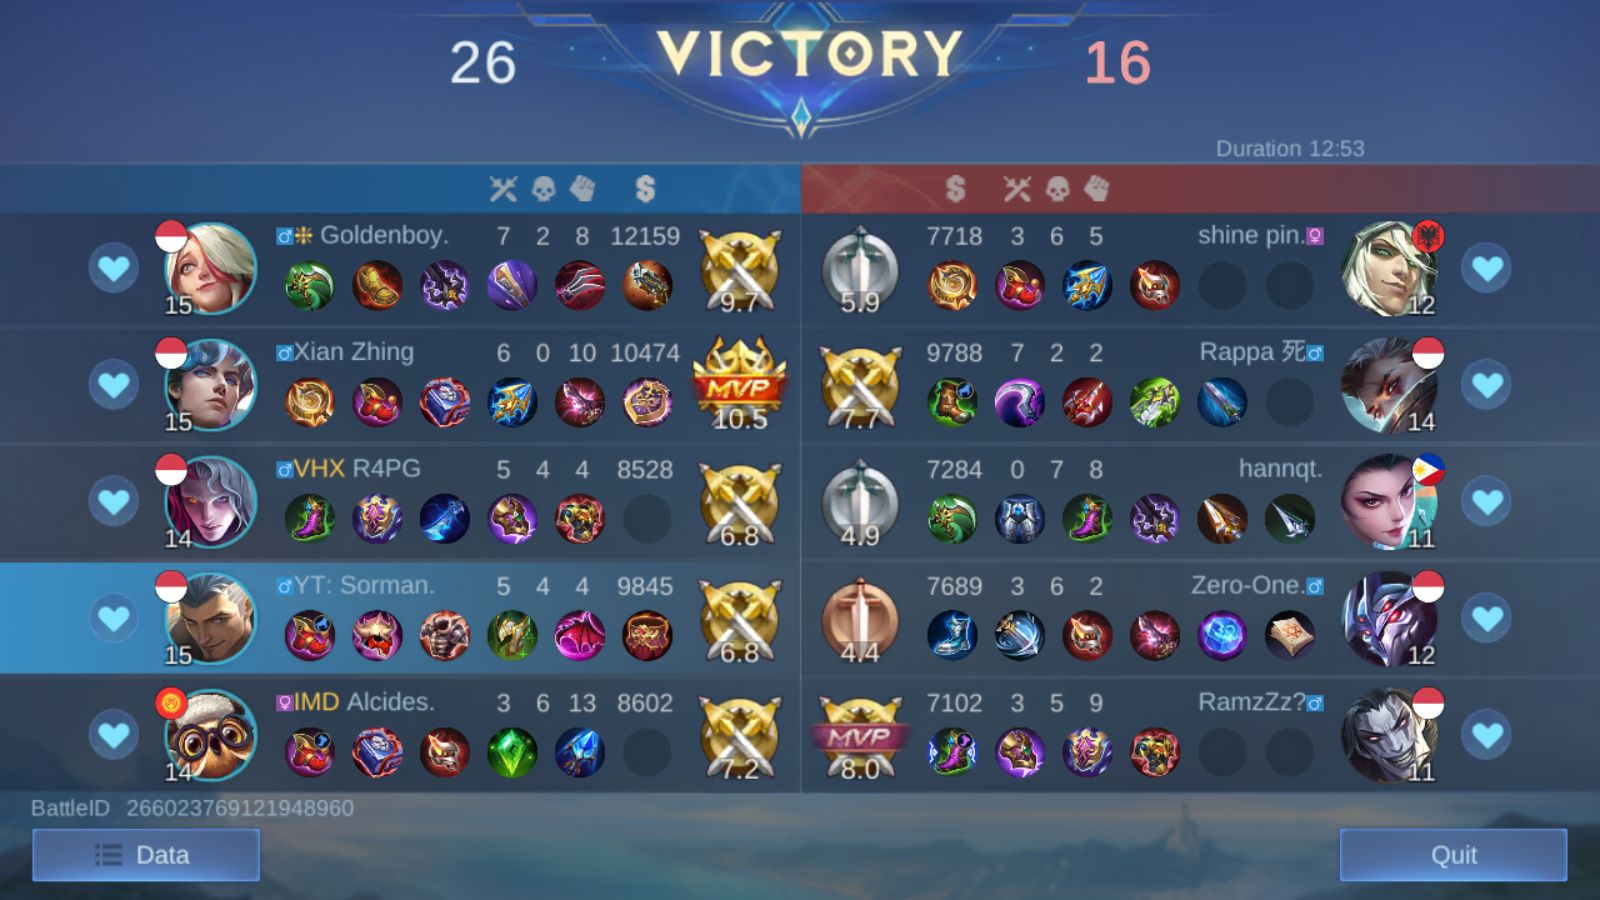 26 VICTORY 16
Duration 12:53
Goldenboy. 7 2 8 12159
15 9.7
7718 3 6 5 shine pin.
5.9 12
Xian Zhing 6 0 10 10474
15 MVP 10.5
9788 7 2 2 Rappa 死
7.7 14
VHX R4PG 5 4 4 8528
14 6.8
7284 0 7 8 hannqt.
4.9 11
YT: Sorman. 5 4 4 9845
15 6.8
7689 3 6 2 Zero-One.
4.4 12
IMD Alcides. 3 6 13 8602
14 7.2
7102 3 5 9 RamzZz?
MVP 8.0 11
BattleID 266023769121948960
Data
Quit